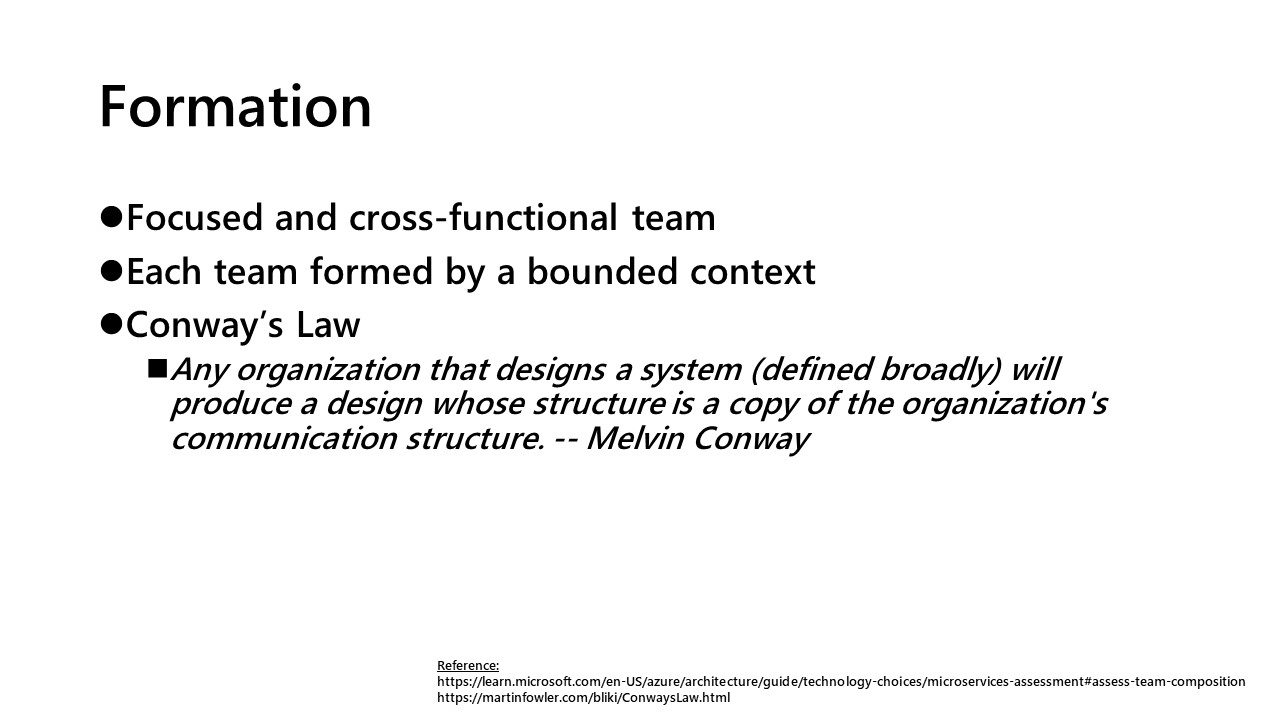 Formation
●Focused and cross-functional team
●Each team formed by a bounded context
●Conway’s Law
■Any organization that designs a system (defined broadly) will
produce a design whose structure is a copy of the organization's
communication structure. -- Melvin Conway
Reference:
https://learn.microsoft.com/en-US/azure/architecture/guide/technology-choices/microservices-assessment#assess-team-composition
https://martinfowler.com/bliki/ConwaysLaw.html